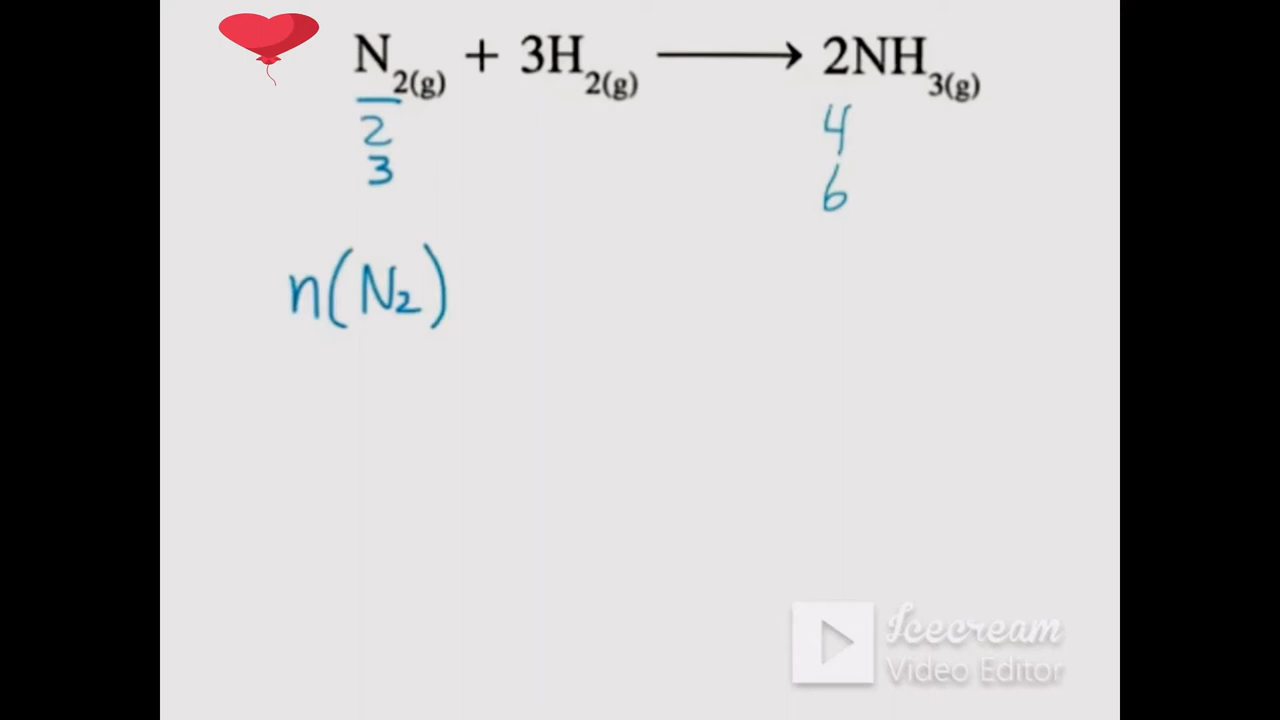 N2(g) + 3H2(g) ⟶ 2NH3(g)
2 4
3 6
n(N2)
Icecream
Video Editor